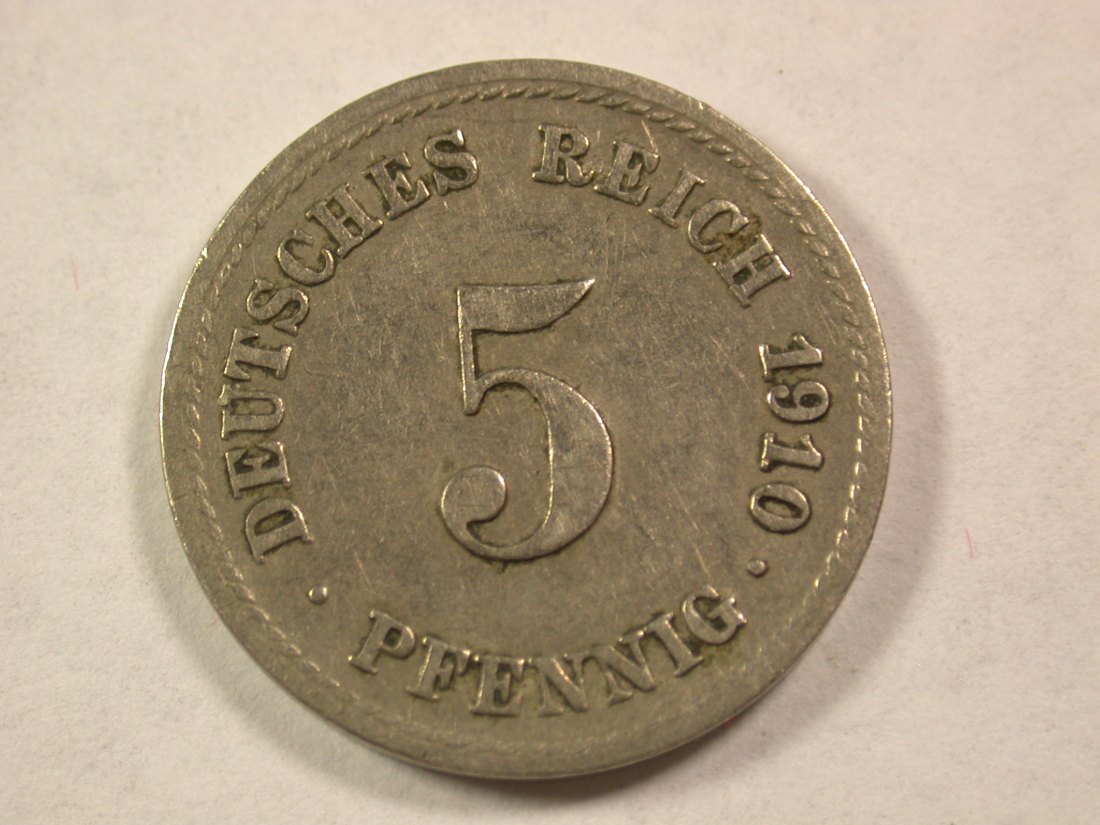 DEUTSCHES REICH 1910 ·
5
· PFENNIG